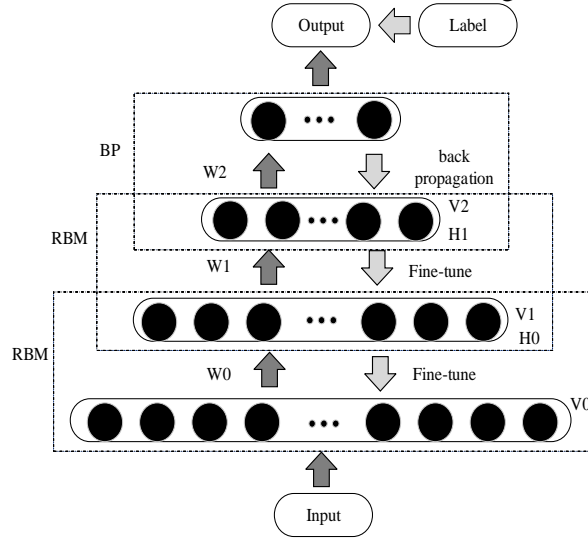 Output
Label
BP
W2
back
propagation
V2
RBM
H1
W1
Fine-tune
V1
RBM
H0
W0
Fine-tune
V0
Input